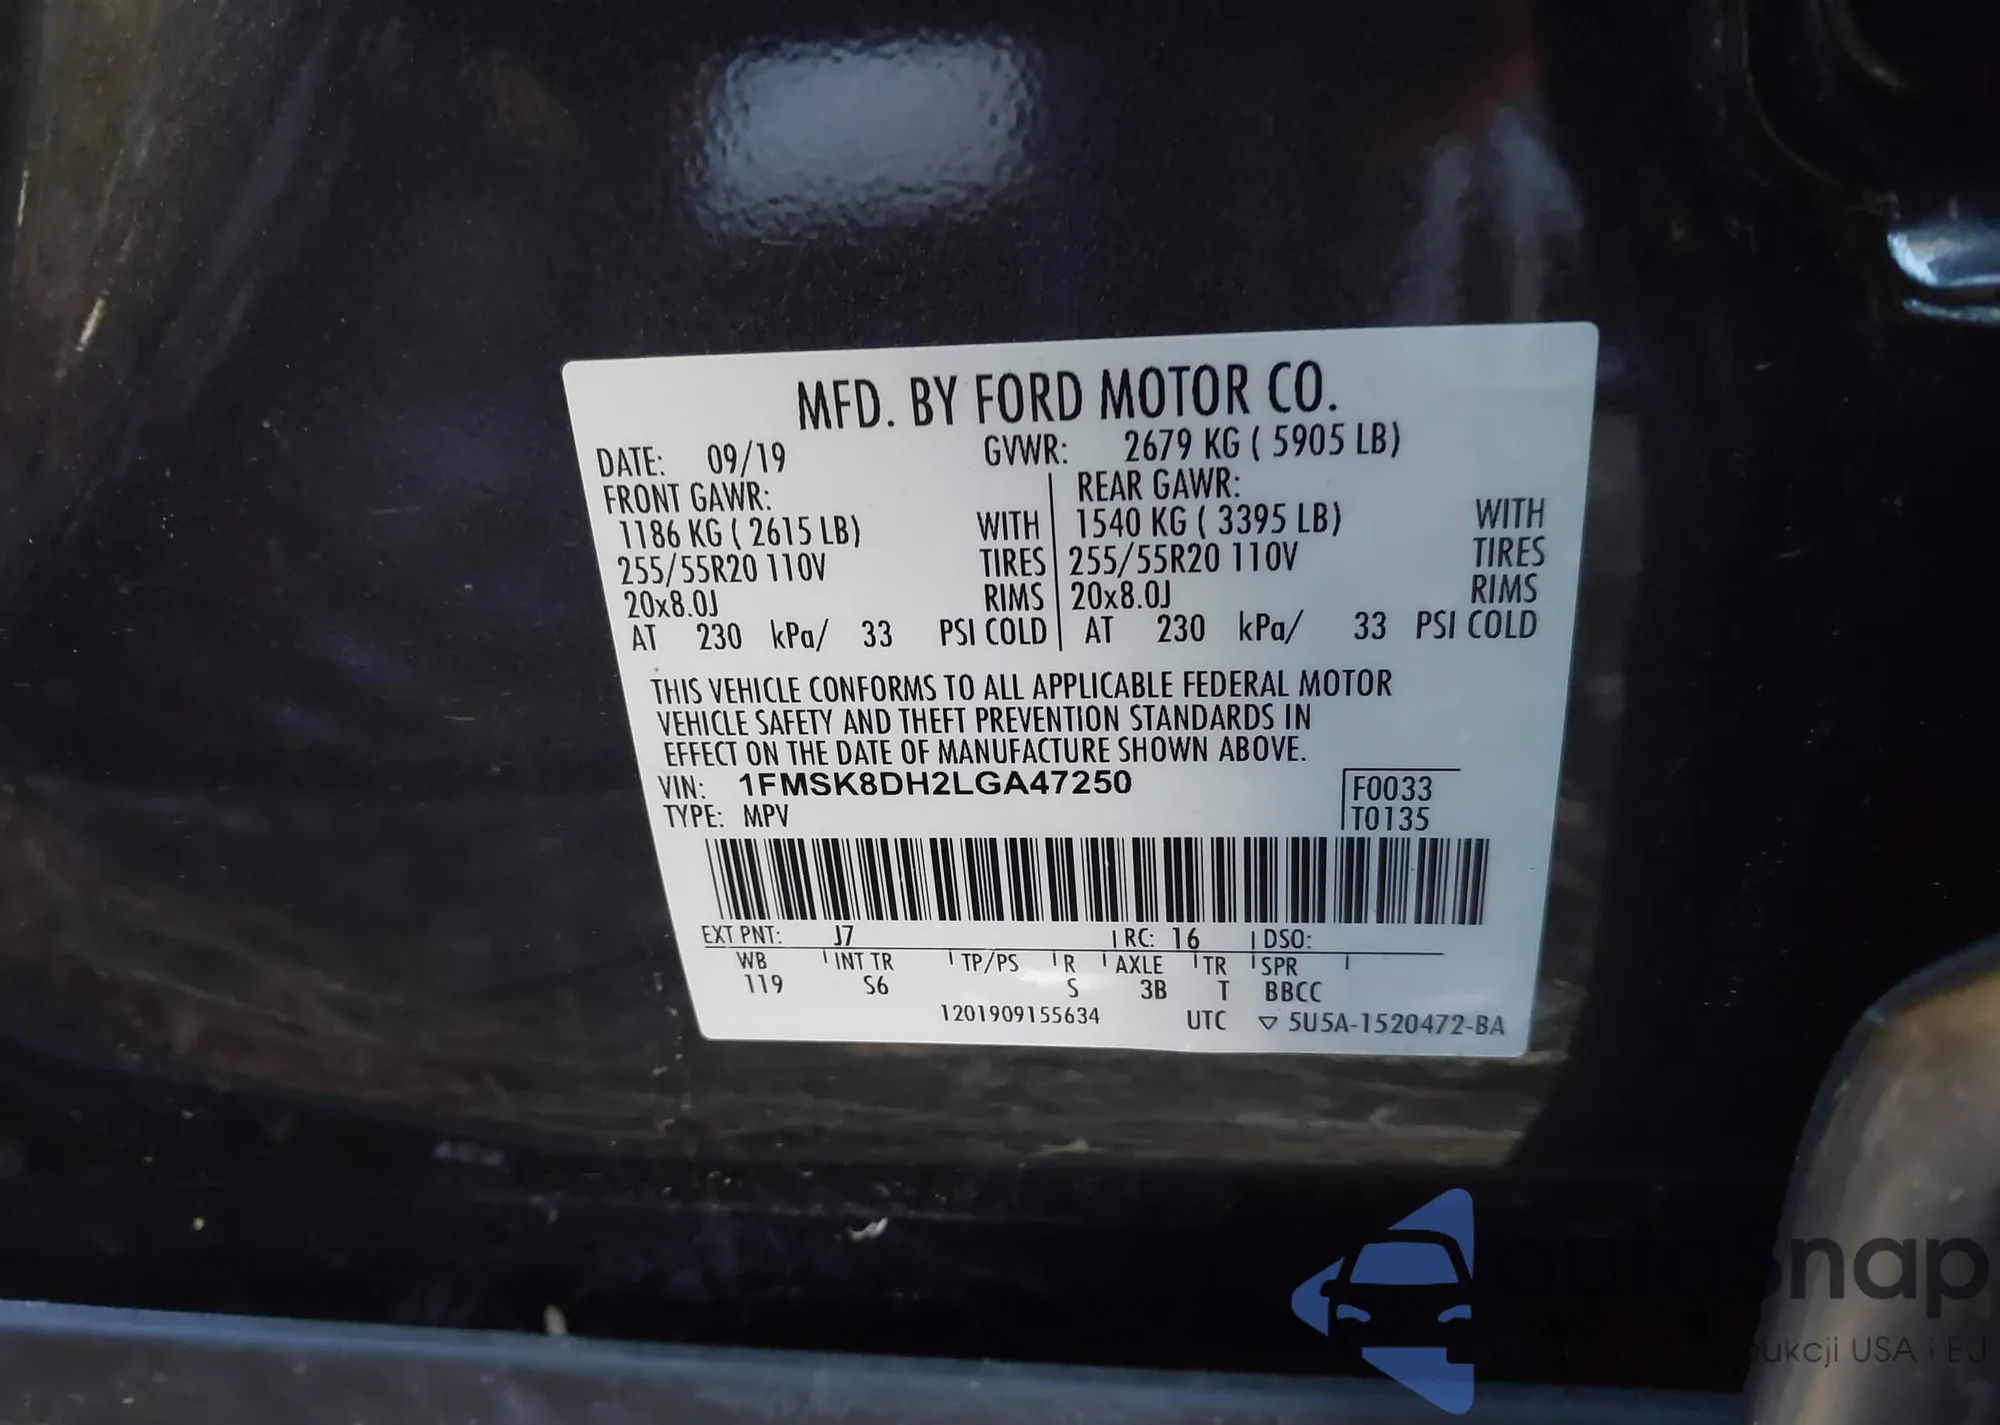 MFD. BY FORD MOTOR CO.
DATE: 09/19 GVWR: 2679 KG ( 5905 LB)
FRONT GAWR: REAR GAWR:
1186 KG ( 2615 LB) WITH 1540 KG ( 3395 LB) WITH
255/55R20 110V TIRES 255/55R20 110V TIRES
20x8.0J RIMS 20x8.0J RIMS
AT 230 kPa/ 33 PSI COLD AT 230 kPa/ 33 PSI COLD
THIS VEHICLE CONFORMS TO ALL APPLICABLE FEDERAL MOTOR
VEHICLE SAFETY AND THEFT PREVENTION STANDARDS IN
EFFECT ON THE DATE OF MANUFACTURE SHOWN ABOVE.
VIN: 1FMSK8DH2LGA47250 F0033
TYPE: MPV T0135
EXT PNT: J7 RC: 16 DSO:
WB INT TR TP/PS R AXLE TR SPR
119 S6 S 3B T BBCC
1201909155634 UTC ▽ 5U5A-1520472-BA
USA i EU